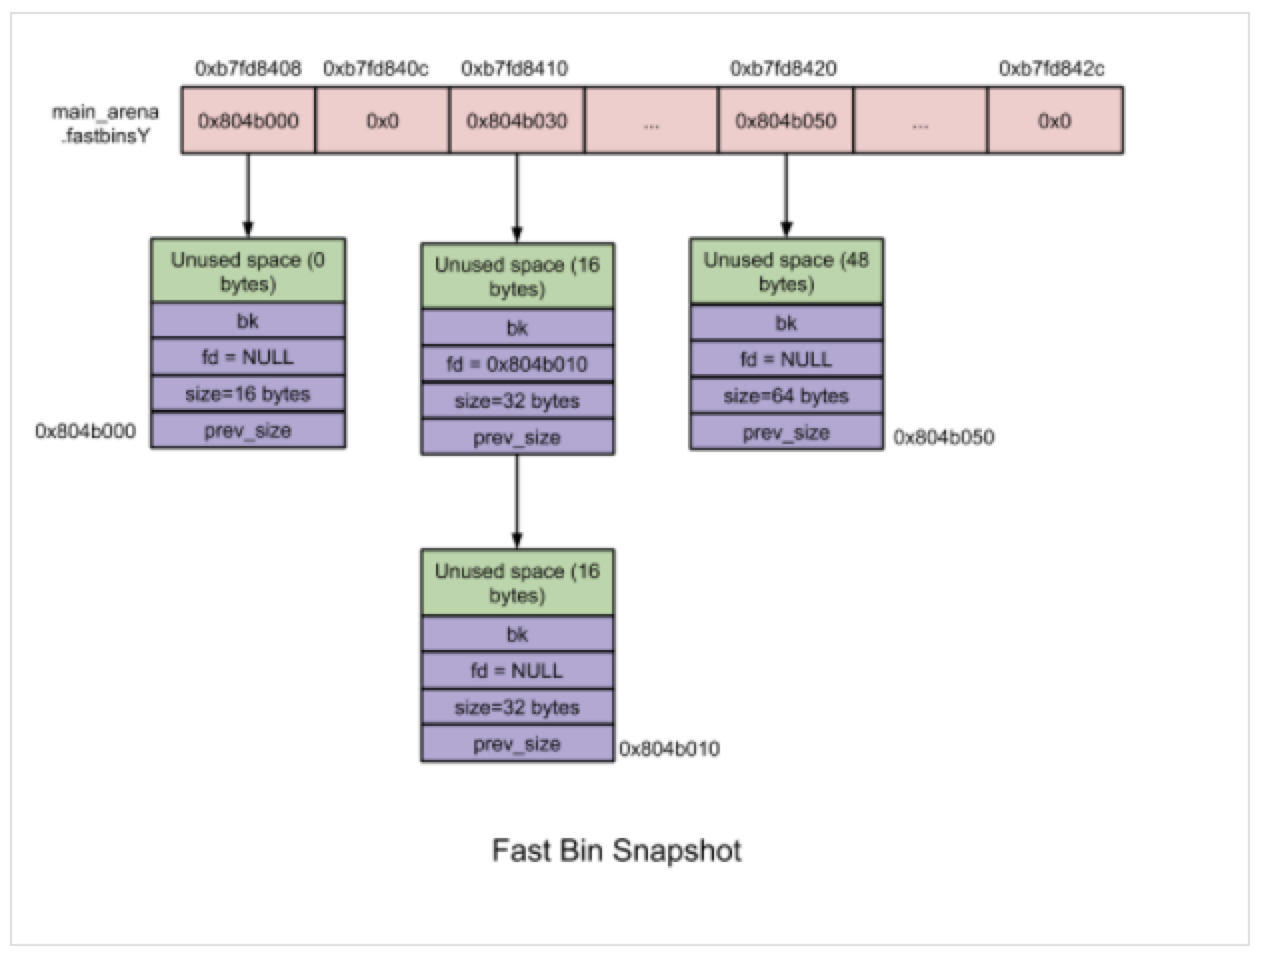 0xb7fd8408 0xb7fd840c 0xb7fd8410 0xb7fd8420 0xb7fd842c
main_arena
.fastbinsY
0x804b000 0x0 0x804b030 ... 0x804b050 ... 0x0
Unused space (0
bytes)
bk
fd = NULL
size=16 bytes
prev_size
0x804b000
Unused space (16
bytes)
bk
fd = 0x804b010
size=32 bytes
prev_size
Unused space (48
bytes)
bk
fd = NULL
size=64 bytes
prev_size
0x804b050
Unused space (16
bytes)
bk
fd = NULL
size=32 bytes
prev_size
0x804b010
Fast Bin Snapshot